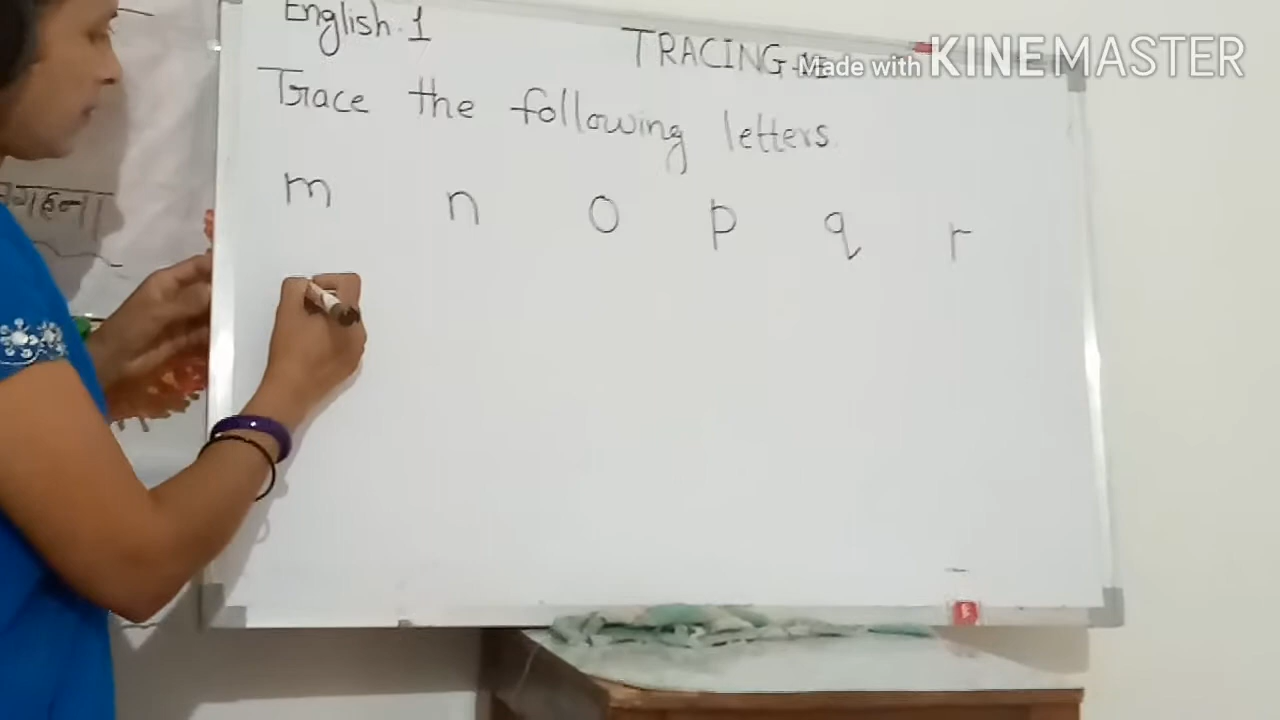 English.1
TRACING
Made with KINEMASTER
Trace the following letters.
m n o p q r